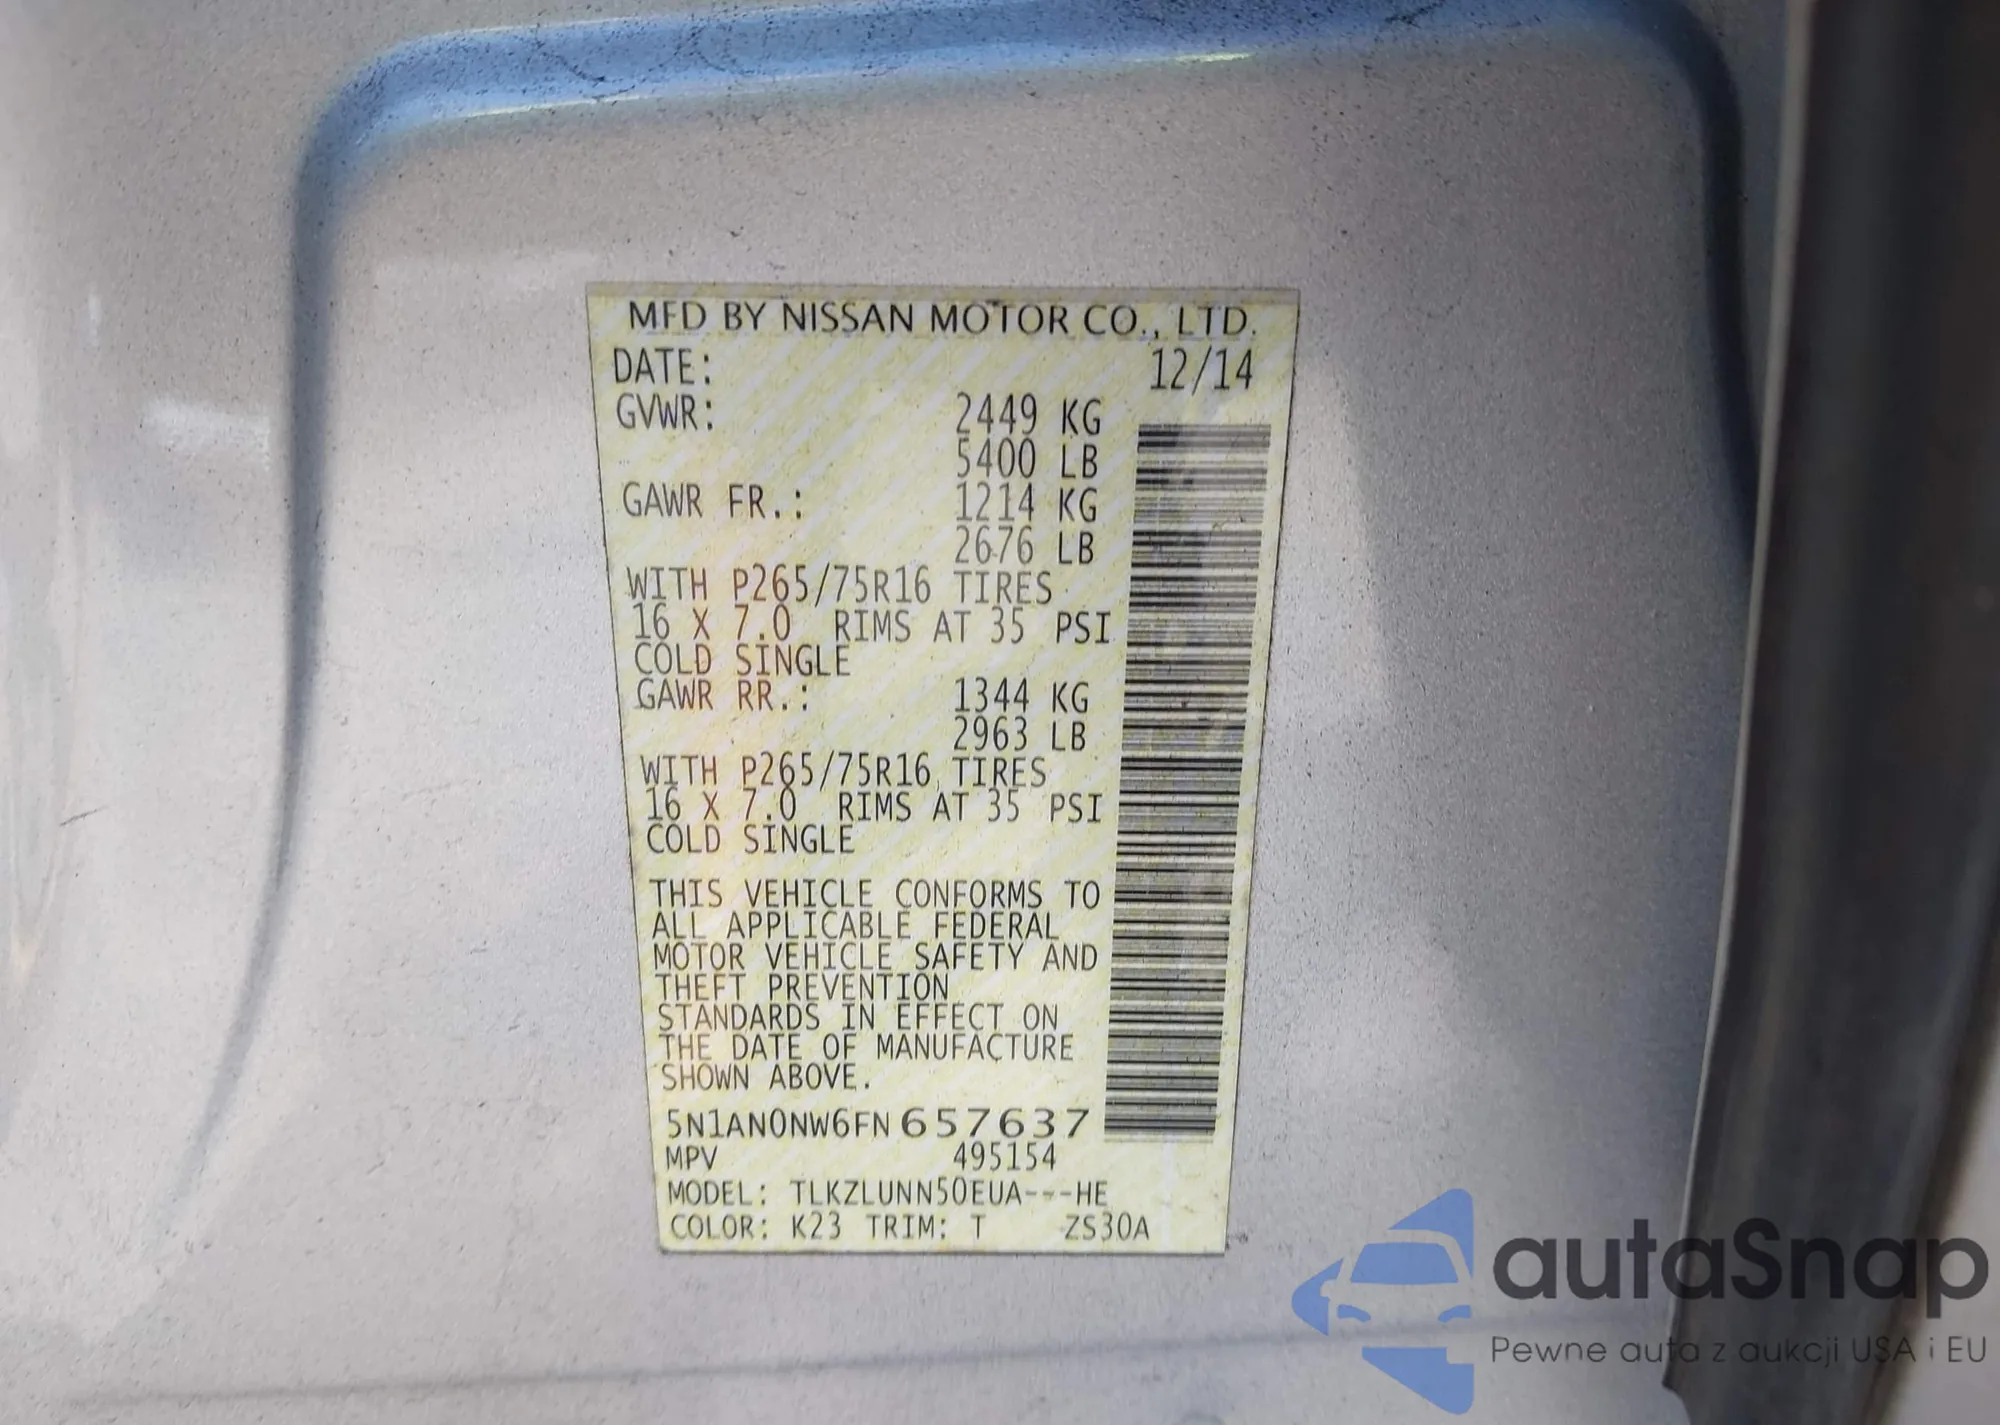 MFD BY NISSAN MOTOR CO., LTD.
DATE: 12/14
GVWR: 2449 KG
5400 LB
GAWR FR.: 1214 KG
2676 LB
WITH P265/75R16 TIRES
16 X 7.0 RIMS AT 35 PSI
COLD SINGLE
GAWR RR.: 1344 KG
2963 LB
WITH P265/75R16 TIRES
16 X 7.0 RIMS AT 35 PSI
COLD SINGLE
THIS VEHICLE CONFORMS TO
ALL APPLICABLE FEDERAL
MOTOR VEHICLE SAFETY AND
THEFT PREVENTION
STANDARDS IN EFFECT ON
THE DATE OF MANUFACTURE
SHOWN ABOVE.
5N1AN0NW6FN657637
MPV 495154
MODEL: TLKZLUNN50EUA---HE
COLOR: K23 TRIM: T ZS30A
autaSnap
Pewne auta z aukcji USA i EU